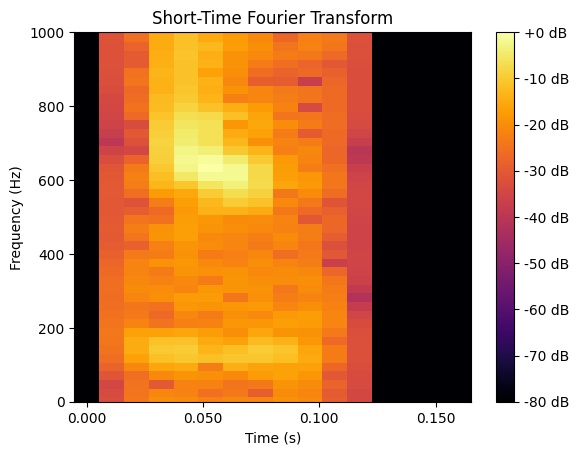 Short-Time Fourier Transform
1000
800
600
400
200
0
Frequency (Hz)
0.000
0.050
0.100
0.150
Time (s)
+0 dB
-10 dB
-20 dB
-30 dB
-40 dB
-50 dB
-60 dB
-70 dB
-80 dB